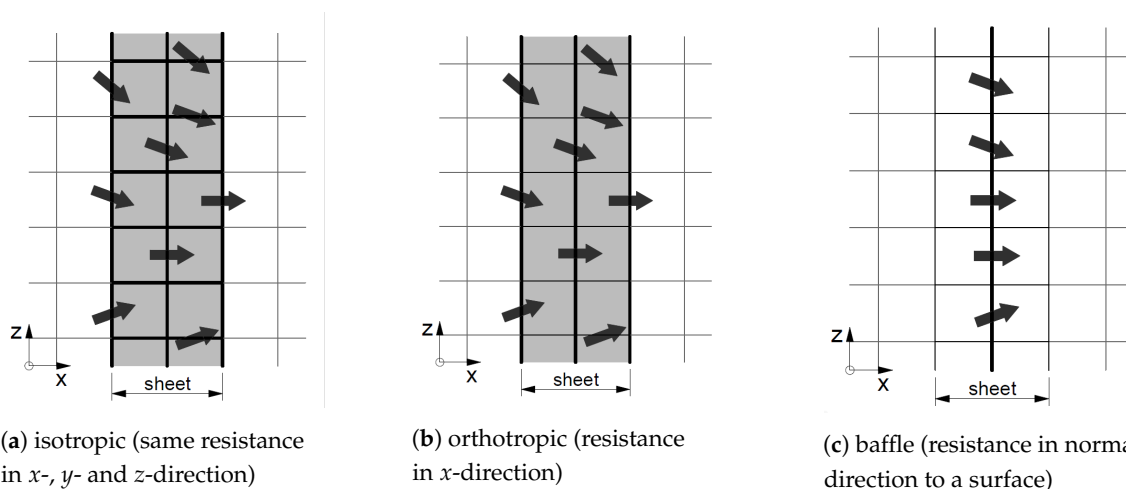 z
x
sheet
(a) isotropic (same resistance
in x-, y- and z-direction)
z
x
sheet
(b) orthotropic (resistance
in x-direction)
z
x
sheet
(c) baffle (resistance in norma
direction to a surface)